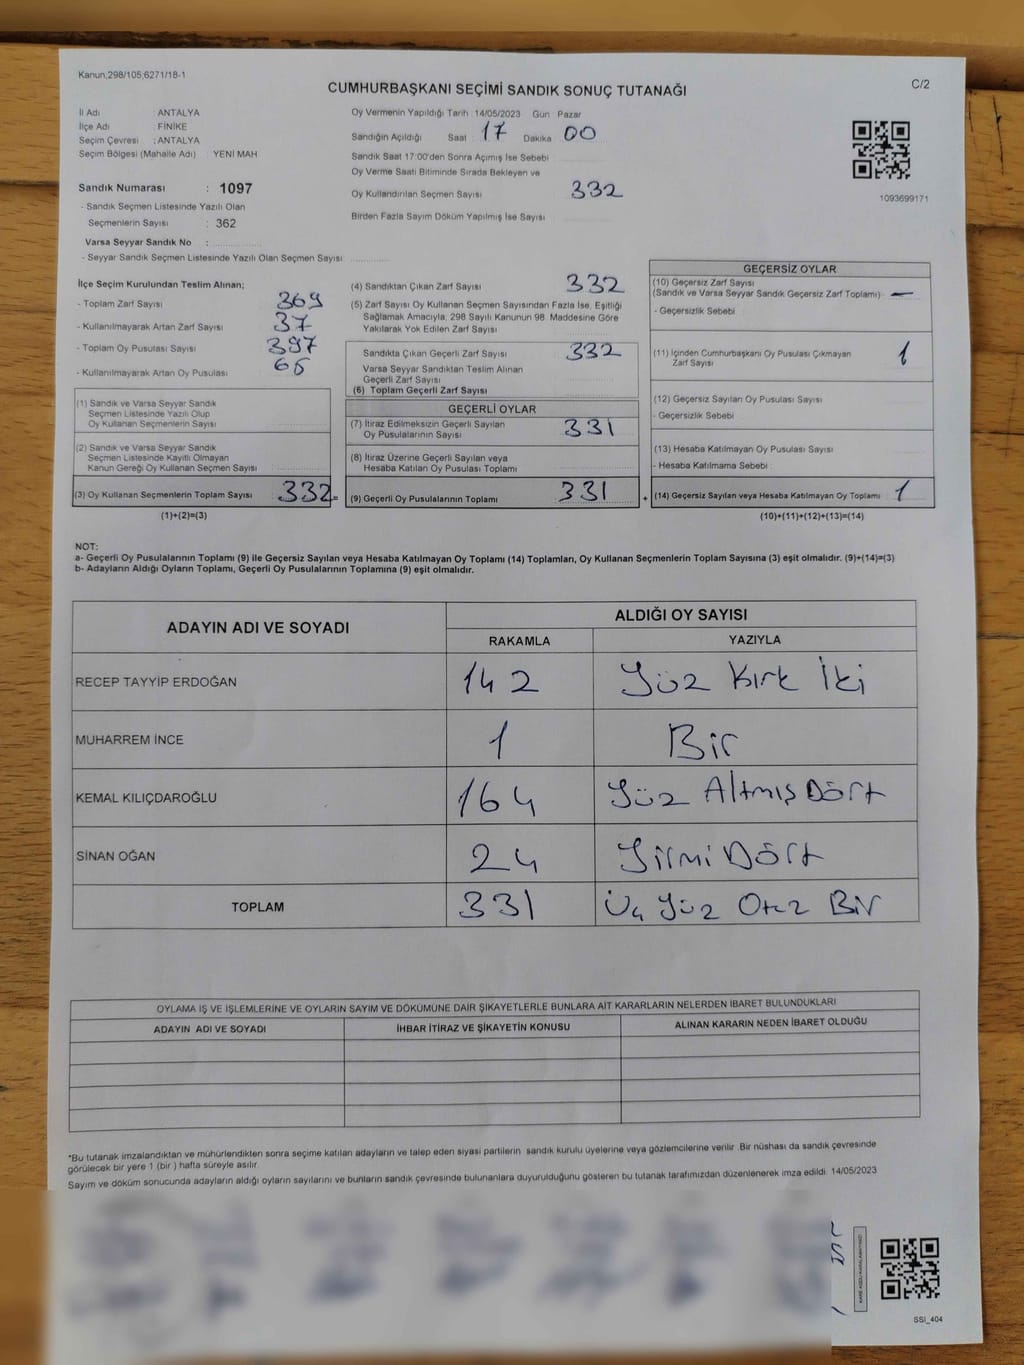 Kanun;298/105;6271/18-1
C/2
CUMHURBAŞKANI SEÇİMİ SANDIK SONUÇ TUTANAĞI
İl Adı : ANTALYA
İlçe Adı : FİNİKE
Seçim Çevresi : ANTALYA
Seçim Bölgesi (Mahalle Adı) : YENİ MAH
Sandık Numarası : 1097
- Sandık Seçmen Listesinde Yazılı Olan
Seçmenlerin Sayısı : 362
Varsa Seyyar Sandık No :
- Seyyar Sandık Seçmen Listesinde Yazılı Olan Seçmen Sayısı:
Oy Vermenin Yapıldığı Tarih 14/05/2023 Gün Pazar
Sandığın Açıldığı Saat : 17 Dakika 00
Sandık Saat 17:00'den Sonra Açımış İse Sebebi
Oy Verme Saati Bitiminde Sırada Bekleyen ve
Oy Kullandırılan Seçmen Sayısı 332
Birden Fazla Sayım Döküm Yapılmış İse Sayısı
1093699171
İlçe Seçim Kurulundan Teslim Alınan;
- Toplam Zarf Sayısı 369
- Kullanılmayarak Artan Zarf Sayısı 37
- Toplam Oy Pusulası Sayısı 397
- Kullanılmayarak Artan Oy Pusulası
(1) Sandık ve Varsa Seyyar Sandık
Seçmen Listesinde Yazılı Olup
Oy Kullanan Seçmenlerin Sayısı
(2) Sandık ve Varsa Seyyar Sandık
Seçmen Listesinde Kayıtlı Olmayan
Kanun Gereği Oy Kullanan Seçmen Sayısı
(3) Oy Kullanan Seçmenlerin Toplam Sayısı 332 =
(1)+(2)=(3)
(4) Sandıktan Çıkan Zarf Sayısı 332
(5) Zarf Sayısı Oy Kullanan Seçmen Sayısından Fazla İse, Eşitliği
Sağlamak Amacıyla, 298 Sayılı Kanunun 98. Maddesine Göre
Yakılarak Yok Edilen Zarf Sayısı
Sandıkta Çıkan Geçerli Zarf Sayısı 332
Varsa Seyyar Sandıktan Teslim Alınan
Geçerli Zarf Sayısı
(6) Toplam Geçerli Zarf Sayısı
GEÇERLİ OYLAR
(7) İtiraz Edilmeksizin Geçerli Sayılan
Oy Pusulalarının Sayısı 331
(8) İtiraz Üzerine Geçerli Sayılan veya
Hesaba Katılan Oy Pusulası Toplamı
(9) Geçerli Oy Pusulalarının Toplamı 331 +
GEÇERSİZ OYLAR
(10) Geçersiz Zarf Sayısı
(Sandık ve Varsa Seyyar Sandık Geçersiz Zarf Toplamı) -
- Geçersizlik Sebebi
(11) İçinden Cumhurbaşkanı Oy Pusulası Çıkmayan
Zarf Sayısı 1
(12) Geçersiz Sayılan Oy Pusulası Sayısı
- Geçersizlik Sebebi
(13) Hesaba Katılmayan Oy Pusulası Sayısı
- Hesaba Katılmama Sebebi
(14) Geçersiz Sayılan veya Hesaba Katılmayan Oy Toplamı 1
(10)+(11)+(12)+(13)=(14)
NOT:
a- Geçerli Oy Pusulalarının Toplamı (9) ile Geçersiz Sayılan veya Hesaba Katılmayan Oy Toplamı (14) Toplamları, Oy Kullanan Seçmenlerin Toplam Sayısına (3) eşit olmalıdır. (9)+(14)=(3)
b- Adayların Aldığı Oyların Toplamı, Geçerli Oy Pusulalarının Toplamına (9) eşit olmalıdır.
ADAYIN ADI VE SOYADI
ALDIĞI OY SAYISI
RAKAMLA YAZIYLA
RECEP TAYYİP ERDOĞAN 142 Yüz Kırk İki
MUHARREM İNCE 1 Bir
KEMAL KILIÇDAROĞLU 164 Yüz Altmış Dört
SİNAN OĞAN 24 Yirmi Dört
TOPLAM 331 Üç Yüz Otuz Bir
OYLAMA İŞ VE İŞLEMLERİNE VE OYLARIN SAYIM VE DÖKÜMÜNE DAİR ŞİKAYETLERLE BUNLARA AİT KARARLARIN NELERDEN İBARET BULUNDUKLARI
ADAYIN ADI VE SOYADI İHBAR İTİRAZ VE ŞİKAYETİN KONUSU ALINAN KARARIN NEDEN İBARET OLDUĞU
*Bu tutanak imzalandıktan ve mühürlendikten sonra seçime katılan adayların ve talep eden siyasi partilerin sandık kurulu üyelerine veya gözlemcilerine verilir. Bir nüshası da sandık çevresinde
görülecek bir yere 1 (bir ) hafta süreyle asılır.
Sayım ve döküm sonucunda adayların aldığı oyların sayılarını ve bunların sandık çevresinde bulunanlara duyurulduğunu gösteren bu tutanak tarafımızdan düzenlenerek imza edildi. 14/05/2023
SSI_404